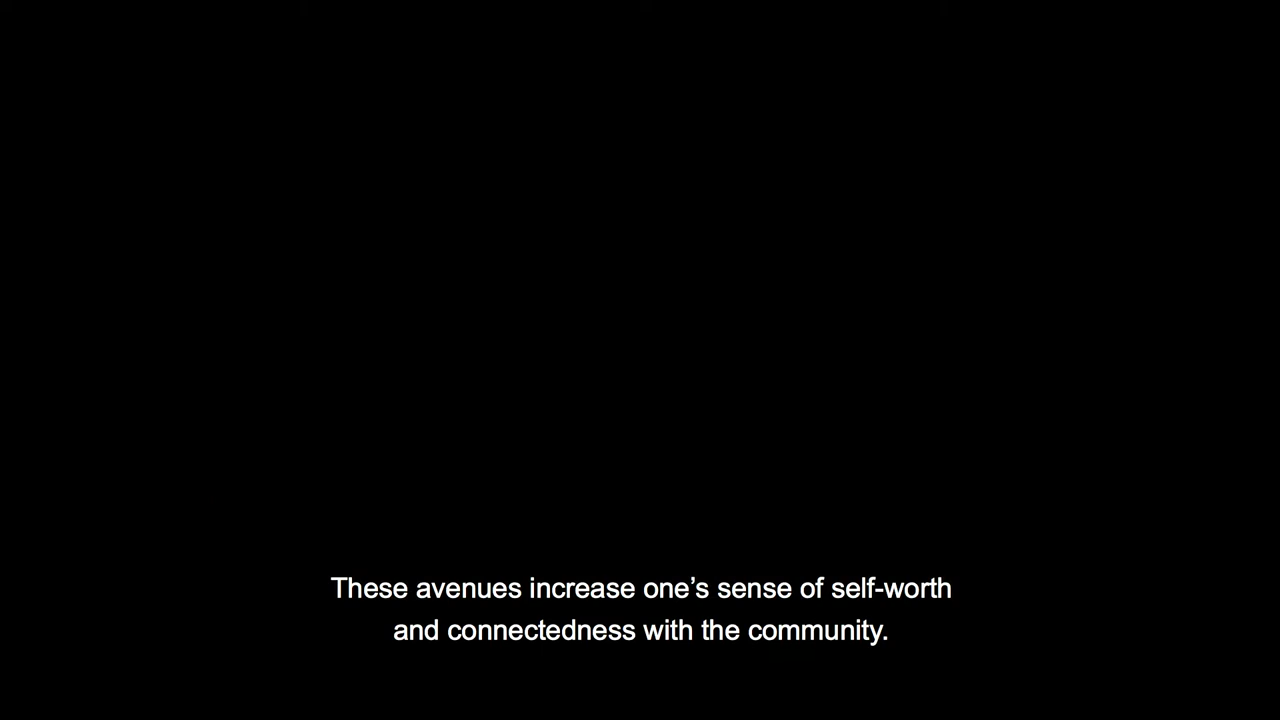 These avenues increase one’s sense of self-worth
and connectedness with the community.